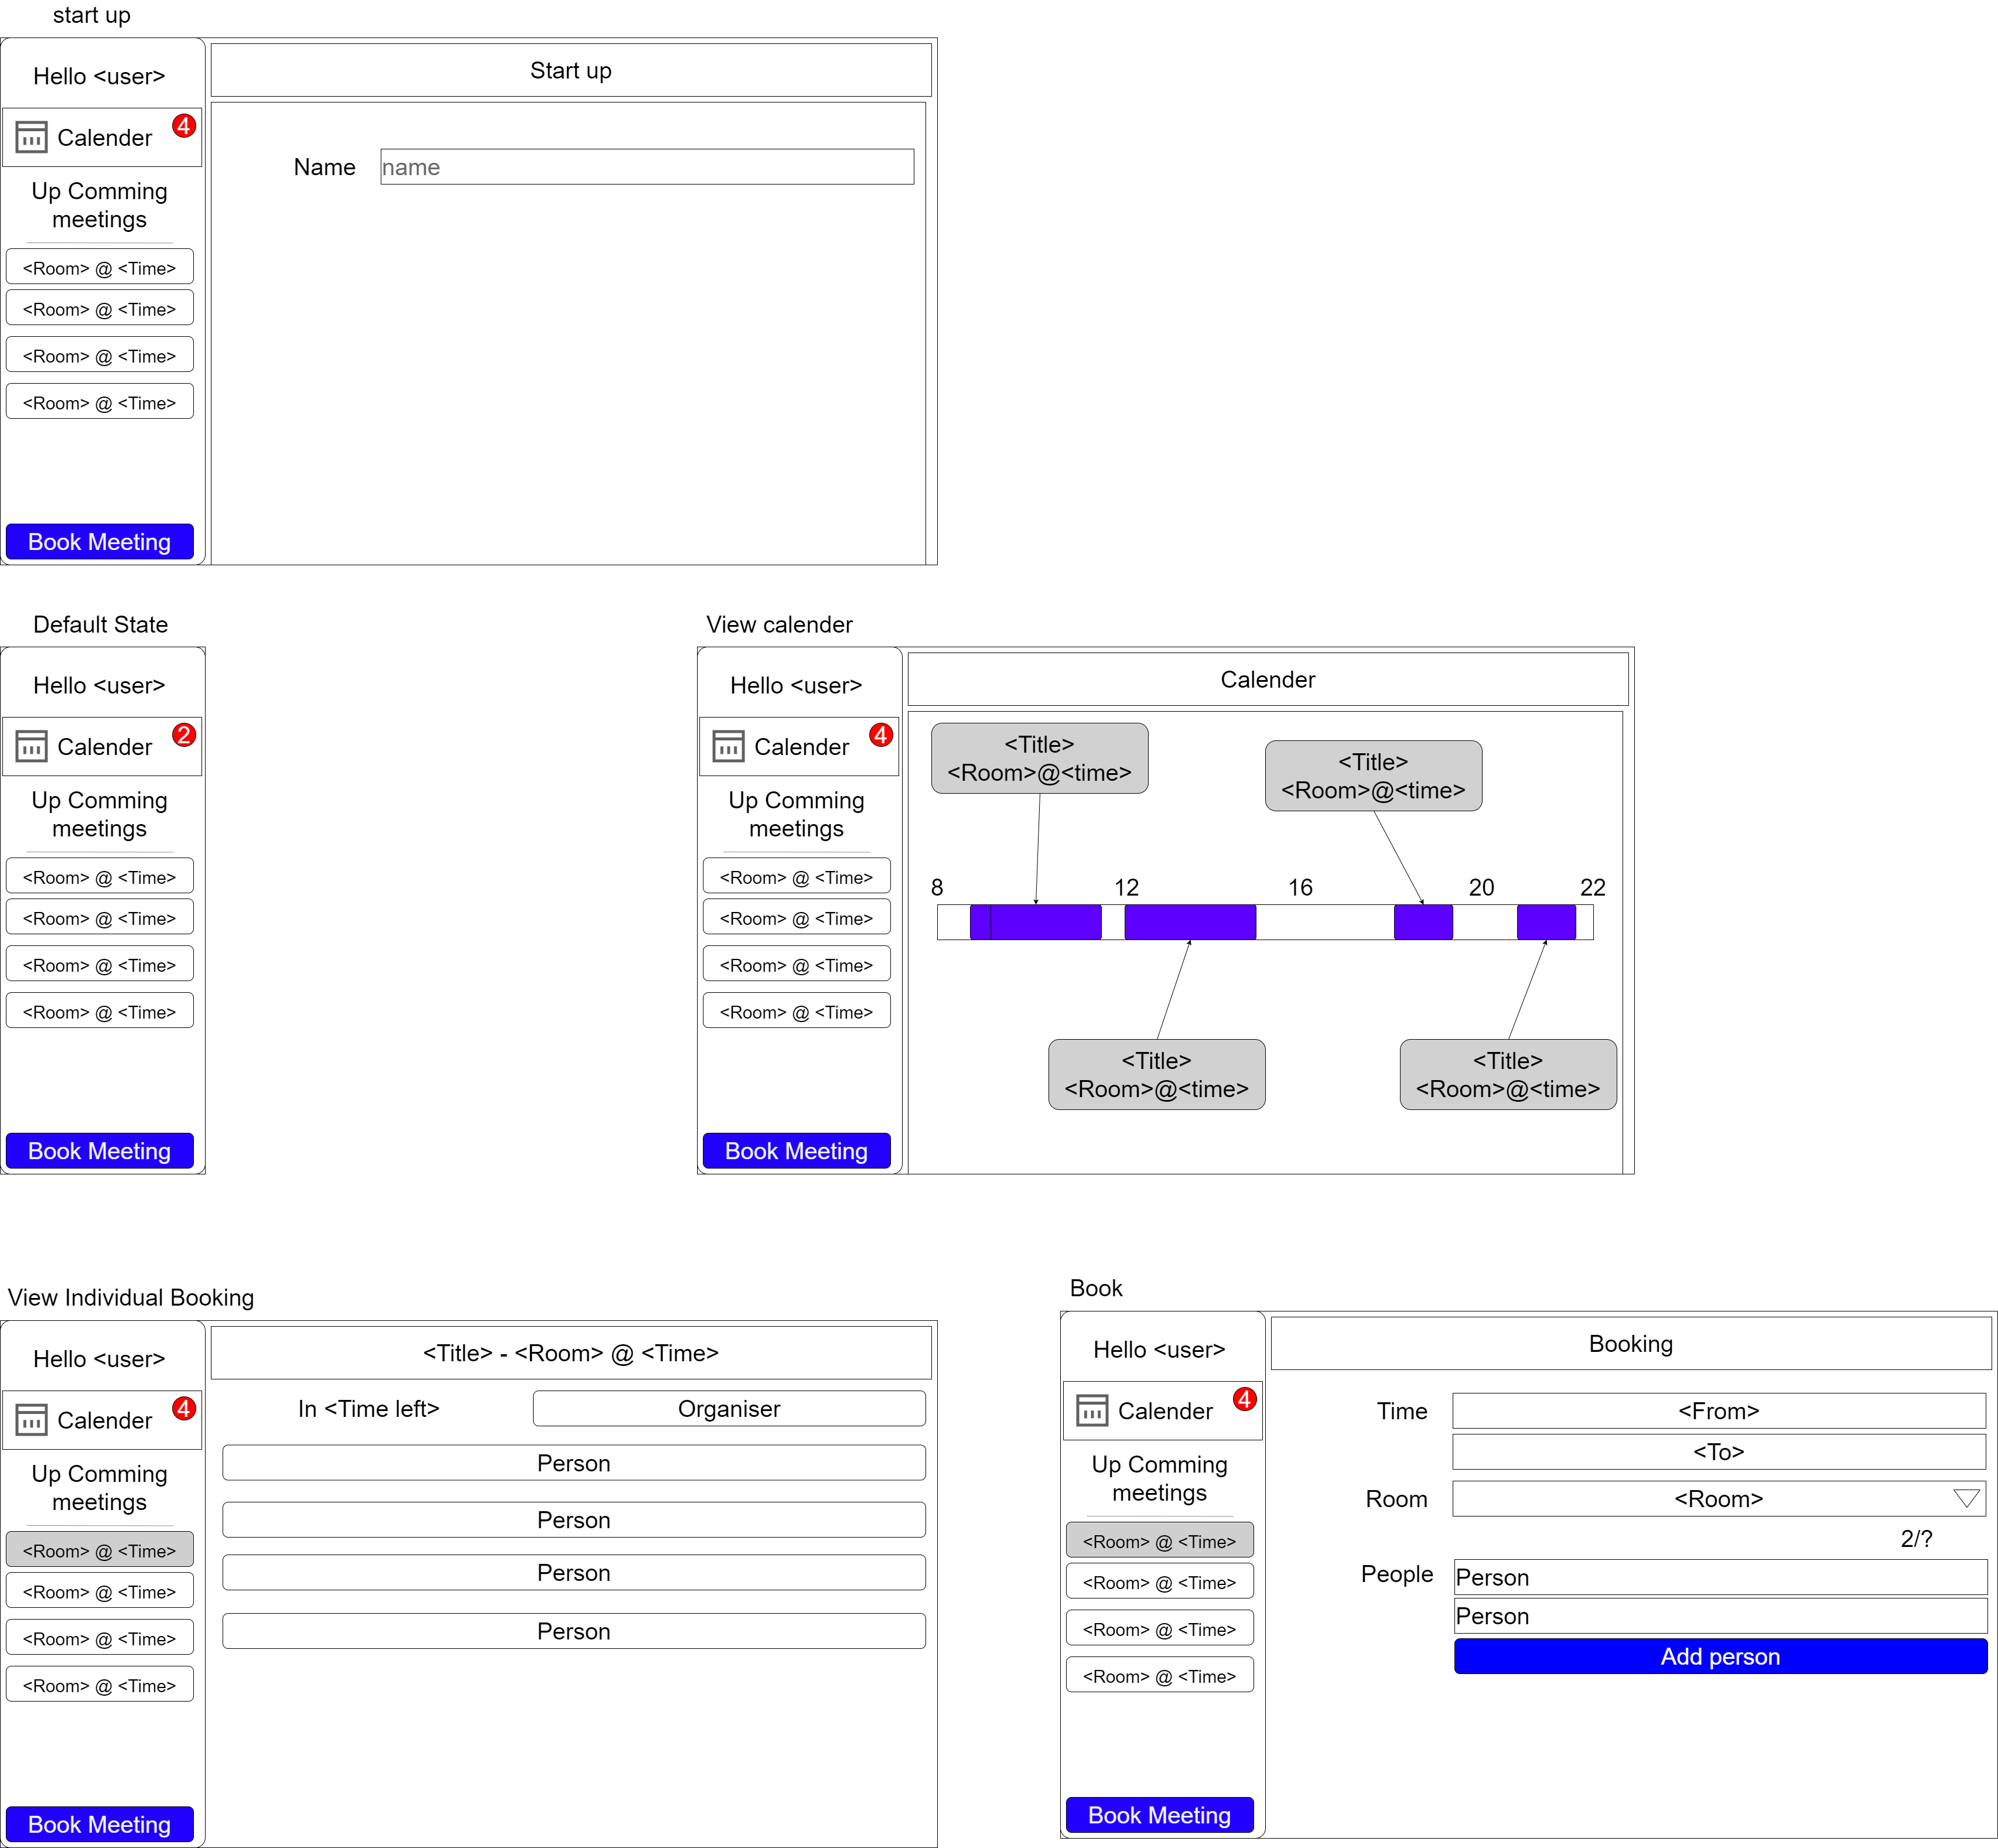 start up
Hello <user>
Calender
4
Up Comming
meetings
<Room> @ <Time>
<Room> @ <Time>
<Room> @ <Time>
<Room> @ <Time>
Book Meeting
Start up
Name
name
Default State
Hello <user>
Calender
2
Up Comming
meetings
<Room> @ <Time>
<Room> @ <Time>
<Room> @ <Time>
<Room> @ <Time>
Book Meeting
View calender
Hello <user>
Calender
4
Up Comming
meetings
<Room> @ <Time>
<Room> @ <Time>
<Room> @ <Time>
<Room> @ <Time>
Book Meeting
Calender
<Title>
<Room>@<time>
<Title>
<Room>@<time>
8 12 16 20 22
<Title>
<Room>@<time>
<Title>
<Room>@<time>
View Individual Booking
Hello <user>
Calender
4
Up Comming
meetings
<Room> @ <Time>
<Room> @ <Time>
<Room> @ <Time>
<Room> @ <Time>
Book Meeting
<Title> - <Room> @ <Time>
In <Time left>
Organiser
Person
Person
Person
Person
Book
Hello <user>
Calender
4
Up Comming
meetings
<Room> @ <Time>
<Room> @ <Time>
<Room> @ <Time>
<Room> @ <Time>
Book Meeting
Booking
Time
<From>
<To>
Room
<Room>
2/?
People
Person
Person
Add person